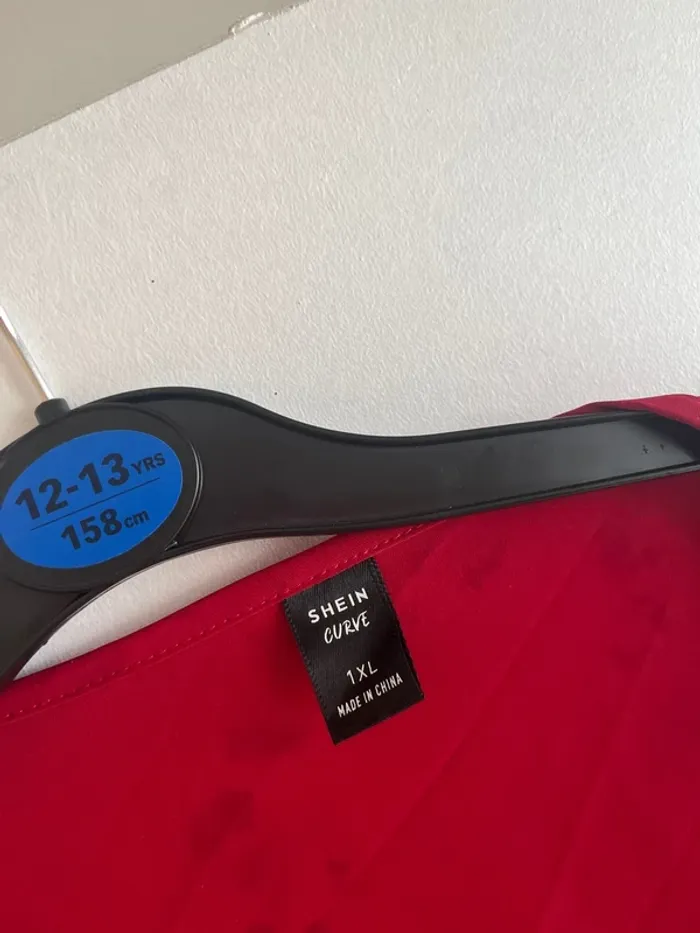 12-13 YRS
158 cm
SHEIN
CURVE
1XL
MADE IN CHINA